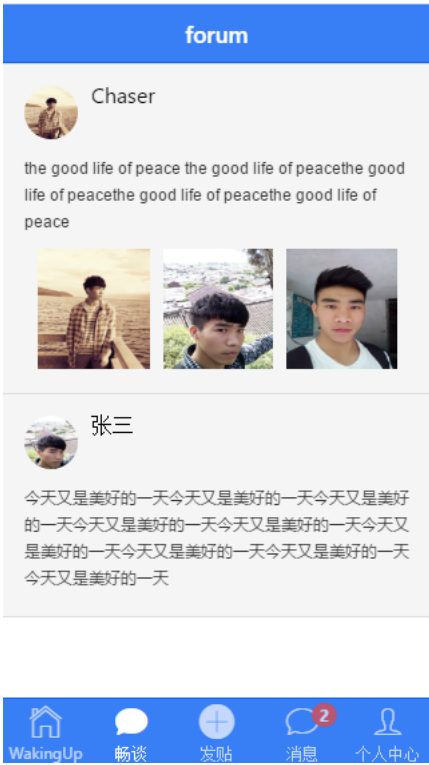 forum
Chaser
the good life of peace the good life of peacethe good
life of peacethe good life of peacethe good life of
peace
张三
今天又是美好的一天今天又是美好的一天今天又是美好
的一天今天又是美好的一天今天又是美好的一天今天又
是美好的一天今天又是美好的一天今天又是美好的一天
今天又是美好的一天
2
WakingUp 畅谈 发贴 消息 个人中心